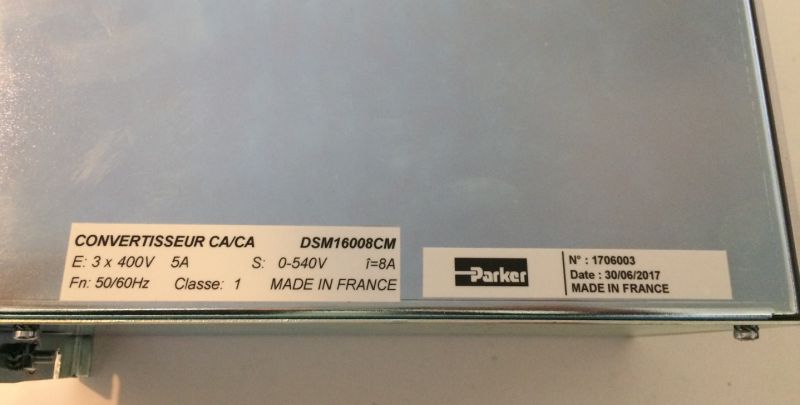 CONVERTISSEUR CA/CA DSM16008CM
E: 3 x 400V 5A S: 0-540V î=8A
Fn: 50/60Hz Classe: 1 MADE IN FRANCE
Parker
N° : 1706003
Date : 30/06/2017
MADE IN FRANCE